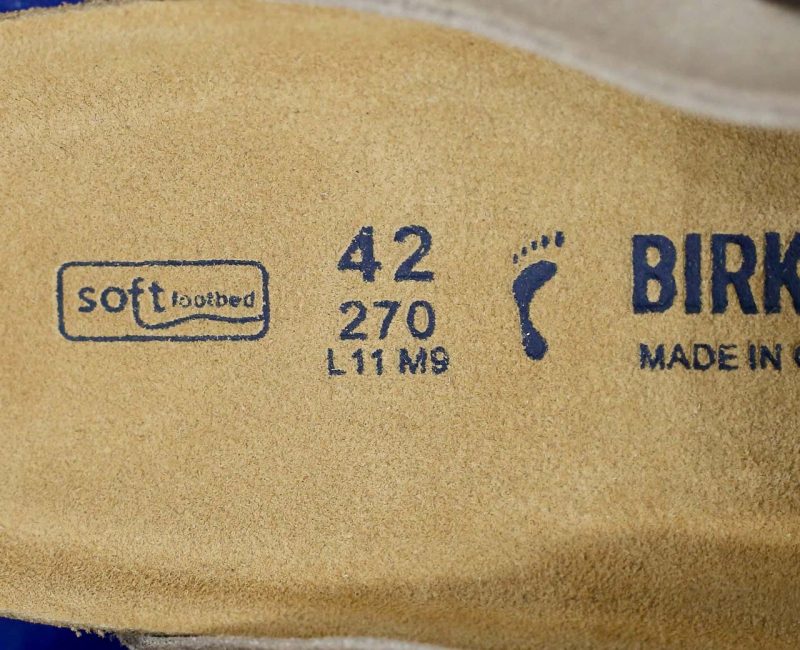 soft footbed
42
270
L11 M9
BIRK
MADE IN